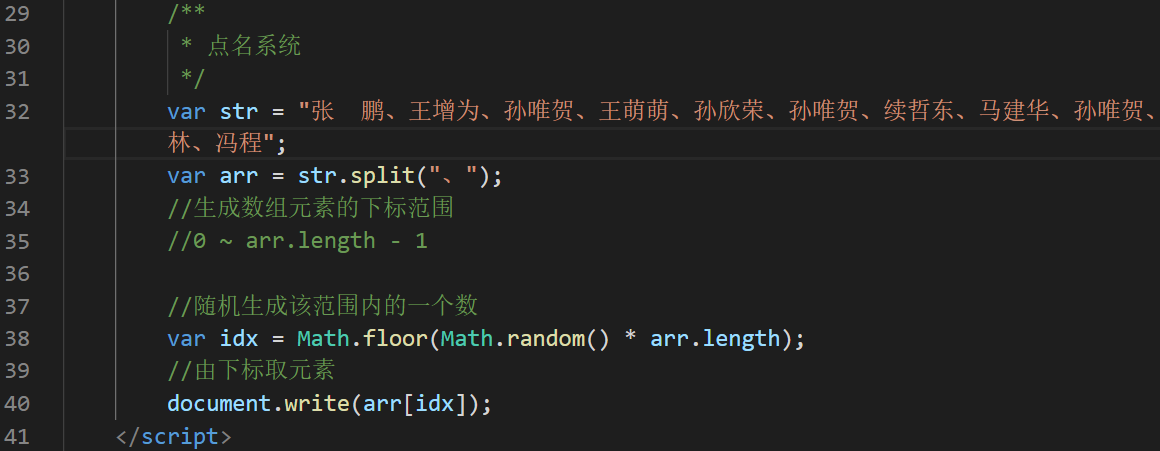 29 /**
30 * 点名系统
31 */
32 var str = "张  鹏、王增为、孙唯贺、王萌萌、孙欣荣、孙唯贺、续哲东、马建华、孙唯贺、
林、冯程";
33 var arr = str.split("、");
34 //生成数组元素的下标范围
35 //0 ~ arr.length - 1
36
37 //随机生成该范围内的一个数
38 var idx = Math.floor(Math.random() * arr.length);
39 //由下标取元素
40 document.write(arr[idx]);
41 </script>